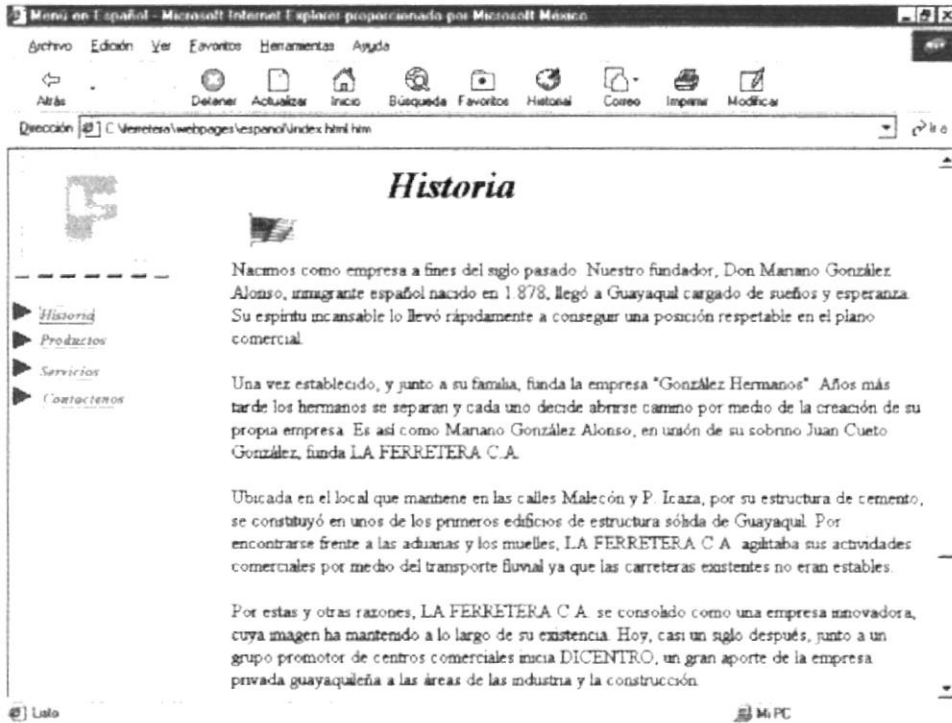 Menú en Español - Microsoft Internet Explorer proporcionado por Microsoft México
Archivo Edición Ver Favoritos Herramientas Ayuda
Atrás Detener Actualizar Inicio Búsqueda Favoritos Historial Correo Imprimir Modificar
Dirección C:\ferretera\webpages\espanol\index html.htm Ir a
Historia
Nacimos como empresa a fines del siglo pasado. Nuestro fundador, Don Mariano González
Alonso, inmigrante español nacido en 1.878, llegó a Guayaquil cargado de sueños y esperanza.
Su espíritu incansable lo llevó rápidamente a conseguir una posición respetable en el plano
comercial.
Historia
Productos
Servicios
Contactenos
Una vez establecido, y junto a su familia, funda la empresa "González Hermanos". Años más
tarde los hermanos se separan y cada uno decide abrirse camino por medio de la creación de su
propia empresa. Es así como Mariano González Alonso, en unión de su sobrino Juan Cueto
González, funda LA FERRETERA C.A.
Ubicada en el local que mantiene en las calles Malecón y P. Icaza, por su estructura de cemento,
se constituyó en unos de los primeros edificios de estructura sólida de Guayaquil. Por
encontrarse frente a las aduanas y los muelles, LA FERRETERA C.A. agilitaba sus actividades
comerciales por medio del transporte fluvial ya que las carreteras existentes no eran estables.
Por estas y otras razones, LA FERRETERA C.A. se consolido como una empresa innovadora,
cuya imagen ha mantenido a lo largo de su existencia. Hoy, casi un siglo después, junto a un
grupo promotor de centros comerciales inicia DICENTRO, un gran aporte de la empresa
privada guayaquileña a las áreas de las industria y la construcción.
Listo Mi PC